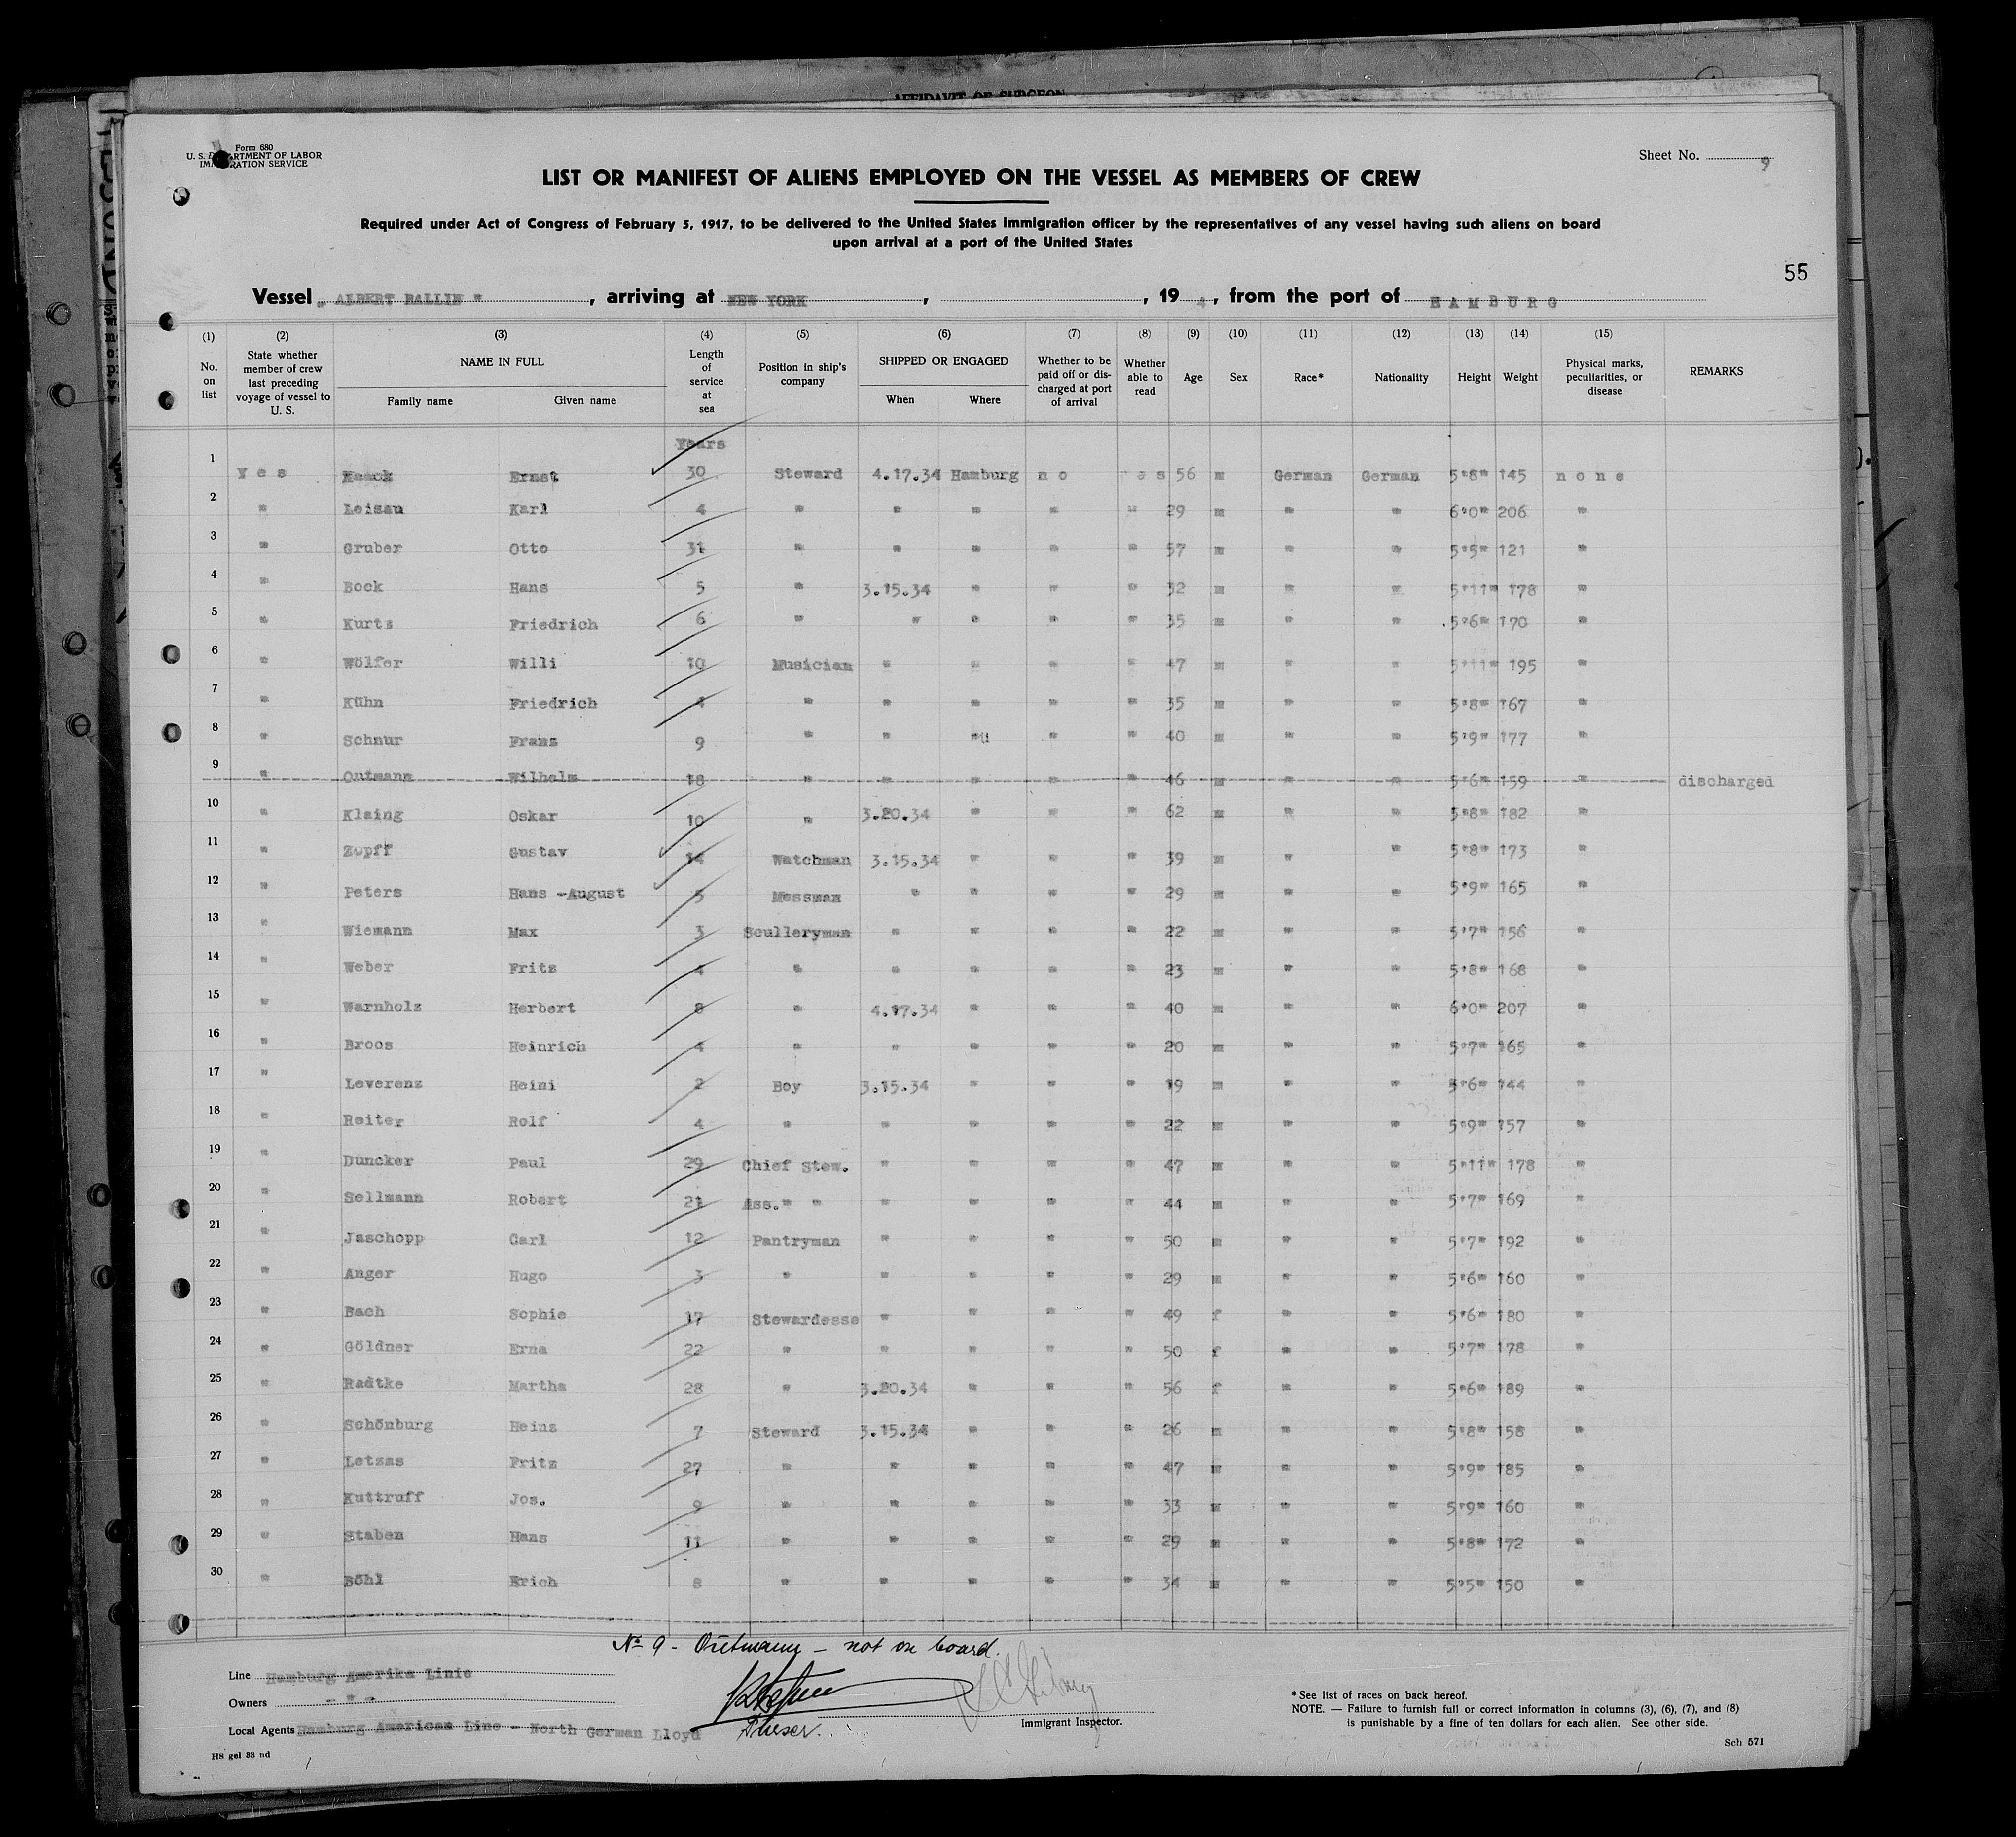 AFFIDAVIT OF SURGEON
Form 680
U. S. DEPARTMENT OF LABOR
IMMIGRATION SERVICE
Sheet No. 9
LIST OR MANIFEST OF ALIENS EMPLOYED ON THE VESSEL AS MEMBERS OF CREW
Required under Act of Congress of February 5, 1917, to be delivered to the United States immigration officer by the representatives of any vessel having such aliens on board
upon arrival at a port of the United States
55
Vessel " ALBERT BALLIN " , arriving at NEW YORK , , 19 4 , from the port of HAMBURG
(1) (2) (3) (4) (5) (6) (7) (8) (9) (10) (11) (12) (13) (14) (15)
No. on list State whether member of crew last preceding voyage of vessel to U. S. NAME IN FULL Family name Given name Length of service at sea Position in ship's company SHIPPED OR ENGAGED When Where Whether to be paid off or discharged at port of arrival Whether able to read Age Sex Race* Nationality Height Weight Physical marks, peculiarities, or disease REMARKS
Years
1 Yes Haack Ernst 30 Steward 4.17.34 Hamburg no es 56 m German German 5'8" 145 none
2 " Leisau Karl 4 " " " " " 29 m " " 6'0" 206 "
3 " Gruber Otto 31 " " " " " 57 m " " 5'5" 121 "
4 " Bock Hans 5 " 3.15.34 " " " 32 m " " 5'11" 178 "
5 " Kurts Friedrich 6 " " " " " 35 m " " 5'6" 170 "
6 " Wölfer Willi 10 Musician " " " " 47 m " " 5'11" 195 "
7 " Kühn Friedrich 4 " " " " " 35 m " " 5'8" 167 "
8 " Schnur Franz 9 " " " " " 40 m " " 5'9" 177 "
9 " Outmann Wilhelm 18 " " " " " 46 m " " 5'6" 159 " discharged
10 " Klaing Oskar 10 " 3.20.34 " " " 62 m " " 5'8" 182 "
11 " Zopff Gustav 14 Watchman 3.15.34 " " " 39 m " " 5'8" 173 "
12 " Peters Hans -August 5 Messman " " " " 29 m " " 5'9" 165 "
13 " Wiemann Max 3 Sculleryman " " " " 22 m " " 5'7" 156 "
14 " Weber Fritz 4 " " " " " 23 m " " 5'8" 168 "
15 " Warnholz Herbert 8 " 4.17.34 " " " 40 m " " 6'0" 207 "
16 " Broos Heinrich 4 " " " " " 20 m " " 5'7" 165 "
17 " Leverenz Heini 2 Boy 3.15.34 " " " 19 m " " 5'6" 144 "
18 " Reiter Rolf 4 " " " " " 22 m " " 5'9" 157 "
19 " Duncker Paul 29 Chief Stew. " " " " 47 m " " 5'11" 178 "
20 " Sellmann Robert 21 Ass." " " " " " 44 m " " 5'7" 169 "
21 " Jaschopp Carl 12 Pantryman " " " " 50 m " " 5'7" 192 "
22 " Anger Hugo 3 " " " " " 29 m " " 5'6" 160 "
23 " Bach Sophie 17 Stewardesse " " " " 49 f " " 5'6" 180 "
24 " Göldner Erna 22 " " " " " 50 f " " 5'7" 178 "
25 " Radtke Martha 28 " 3.20.34 " " " 56 f " " 5'6" 189 "
26 " Schönburg Heinz 7 Steward 3.15.34 " " " 26 m " " 5'8" 158 "
27 " Letzas Fritz 27 " " " " " 47 m " " 5'9" 185 "
28 " Kuttruff Jos. 9 " " " " " 33 m " " 5'9" 160 "
29 " Staben Hans 11 " " " " " 29 m " " 5'8" 172 "
30 " Böhl Erich 8 " " " " " 34 m " " 5'5" 150 "
No 9 - Outmann - not on board.
Line Hamburg Amerika Linie
Owners - " -
Local Agents Hamburg American Line - North German Lloyd
Immigrant Inspector.
* See list of races on back hereof.
NOTE. — Failure to furnish full or correct information in columns (3), (6), (7), and (8)
is punishable by a fine of ten dollars for each alien. See other side.
HS gel 33 nd
Sch 571